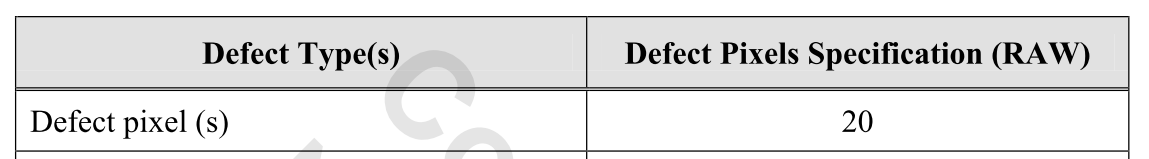 Defect Type(s) Defect Pixels Specification (RAW)
Defect pixel (s) 20